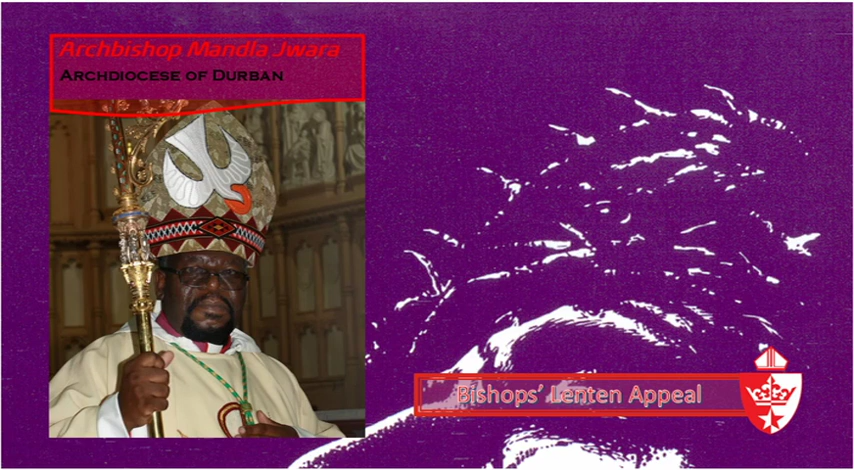 Archbishop Mandla Jwara
Archdiocese of Durban
Bishops' Lenten Appeal